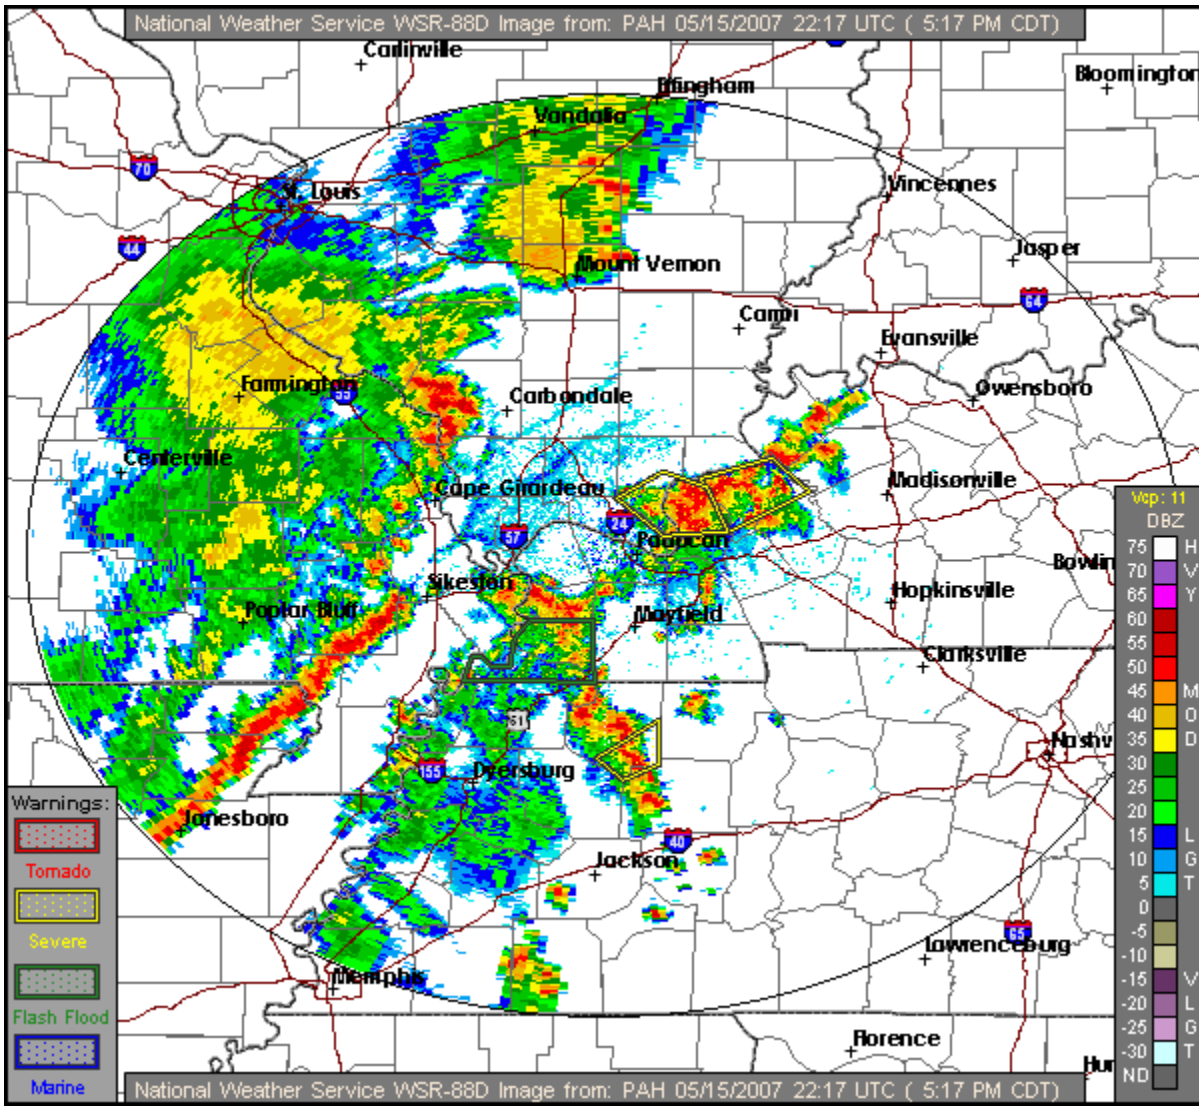 National Weather Service WSR-88D Image from: PAH 05/15/2007 22:17 UTC ( 5:17 PM CDT)
Carlinville
Bloomington
Effingham
Vandalia
70
St. Louis
Vincennes
44
Jasper
Mount Vernon
64
Carmi
Evansville
Farmington
55
Carbondale
Owensboro
Centerville
Cape Girardeau
Madisonville
24
57
Paducah
Bowlin
Sikeston
Hopkinsville
Poplar Bluff
Mayfield
Clarksville
51
Nashv
155
Dyersburg
Jonesboro
40
Jackson
65
Lawrenceburg
Memphis
Florence
Hun
Vcp: 11
DBZ
75 H
70 V
65 Y
60
55
50
45 M
40 O
35 D
30
25
20
15 L
10 G
5 T
0
-5
-10
-15 V
-20 L
-25 G
-30 T
ND
Warnings:
Tornado
Severe
Flash Flood
Marine
National Weather Service WSR-88D Image from: PAH 05/15/2007 22:17 UTC ( 5:17 PM CDT)